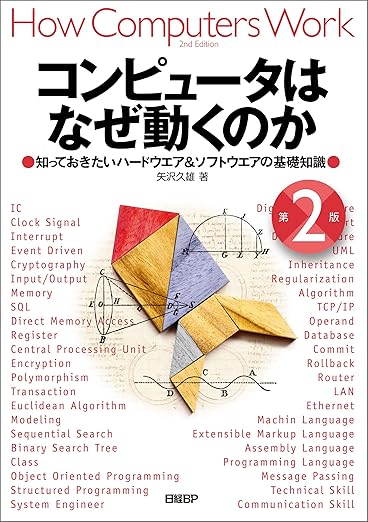 How Computers Work
2nd Edition
コンピュータは
なぜ動くのか
●知っておきたいハードウエア&ソフトウエアの基礎知識●
矢沢久雄 著
第2版
IC
Clock Signal
Interrupt
Event Driven
Cryptography
Input/Output
Memory
SQL
Direct Memory Access
Register
Central Processing Unit
Encryption
Polymorphism
Transaction
Euclidean Algorithm
Modeling
Sequential Search
Binary Search Tree
Class
Object Oriented Programming
Structured Programming
System Engineer
UML
Inheritance
Regularization
Algorithm
TCP/IP
Operand
Database
Commit
Rollback
Router
LAN
Ethernet
Machin Language
Extensible Markup Language
Assembly Language
Programming Language
Message Passing
Technical Skill
Communication Skill
日経BP